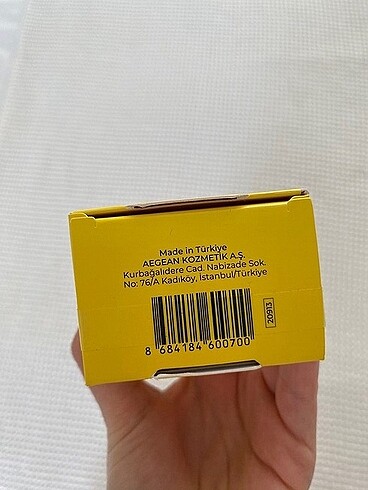 Made in Türkiye
AEGEAN KOZMETİK A.Ş.
Kurbağalıdere Cad. Nabizade Sok.
No: 76/A Kadıköy, İstanbul/Türkiye
20913
8 684184 600700